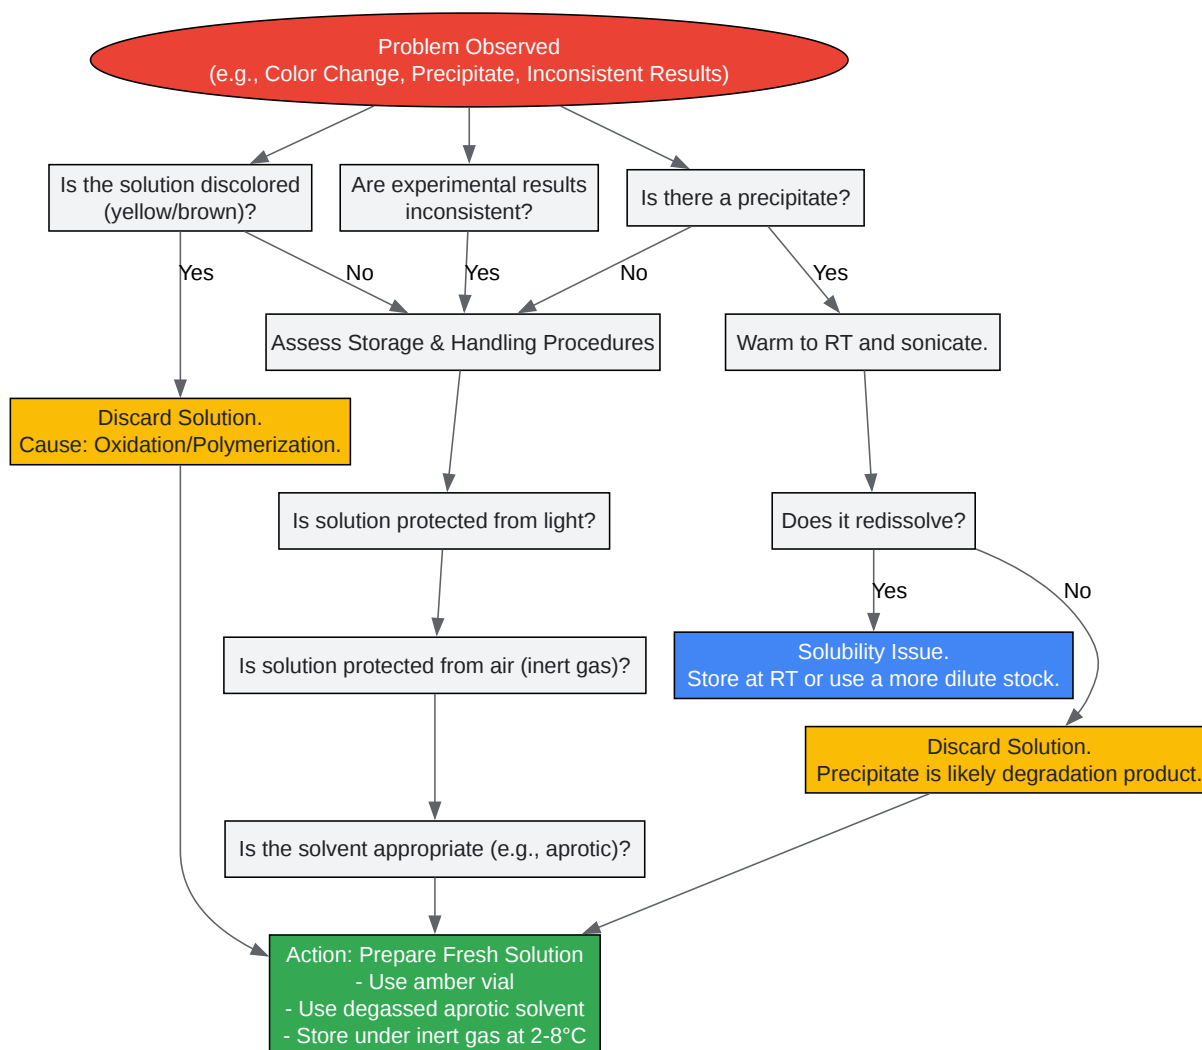 Problem Observed
(e.g., Color Change, Precipitate, Inconsistent Results)
Is the solution discolored
(yellow/brown)?
Are experimental results
inconsistent?
Is there a precipitate?
Yes
No
Yes
No
Yes
Assess Storage & Handling Procedures
Warm to RT and sonicate.
Discard Solution.
Cause: Oxidation/Polymerization.
Is solution protected from light?
Does it redissolve?
Yes
No
Is solution protected from air (inert gas)?
Solubility Issue.
Store at RT or use a more dilute stock.
Discard Solution.
Precipitate is likely degradation product.
Is the solvent appropriate (e.g., aprotic)?
Action: Prepare Fresh Solution
- Use amber vial
- Use degassed aprotic solvent
- Store under inert gas at 2-8°C